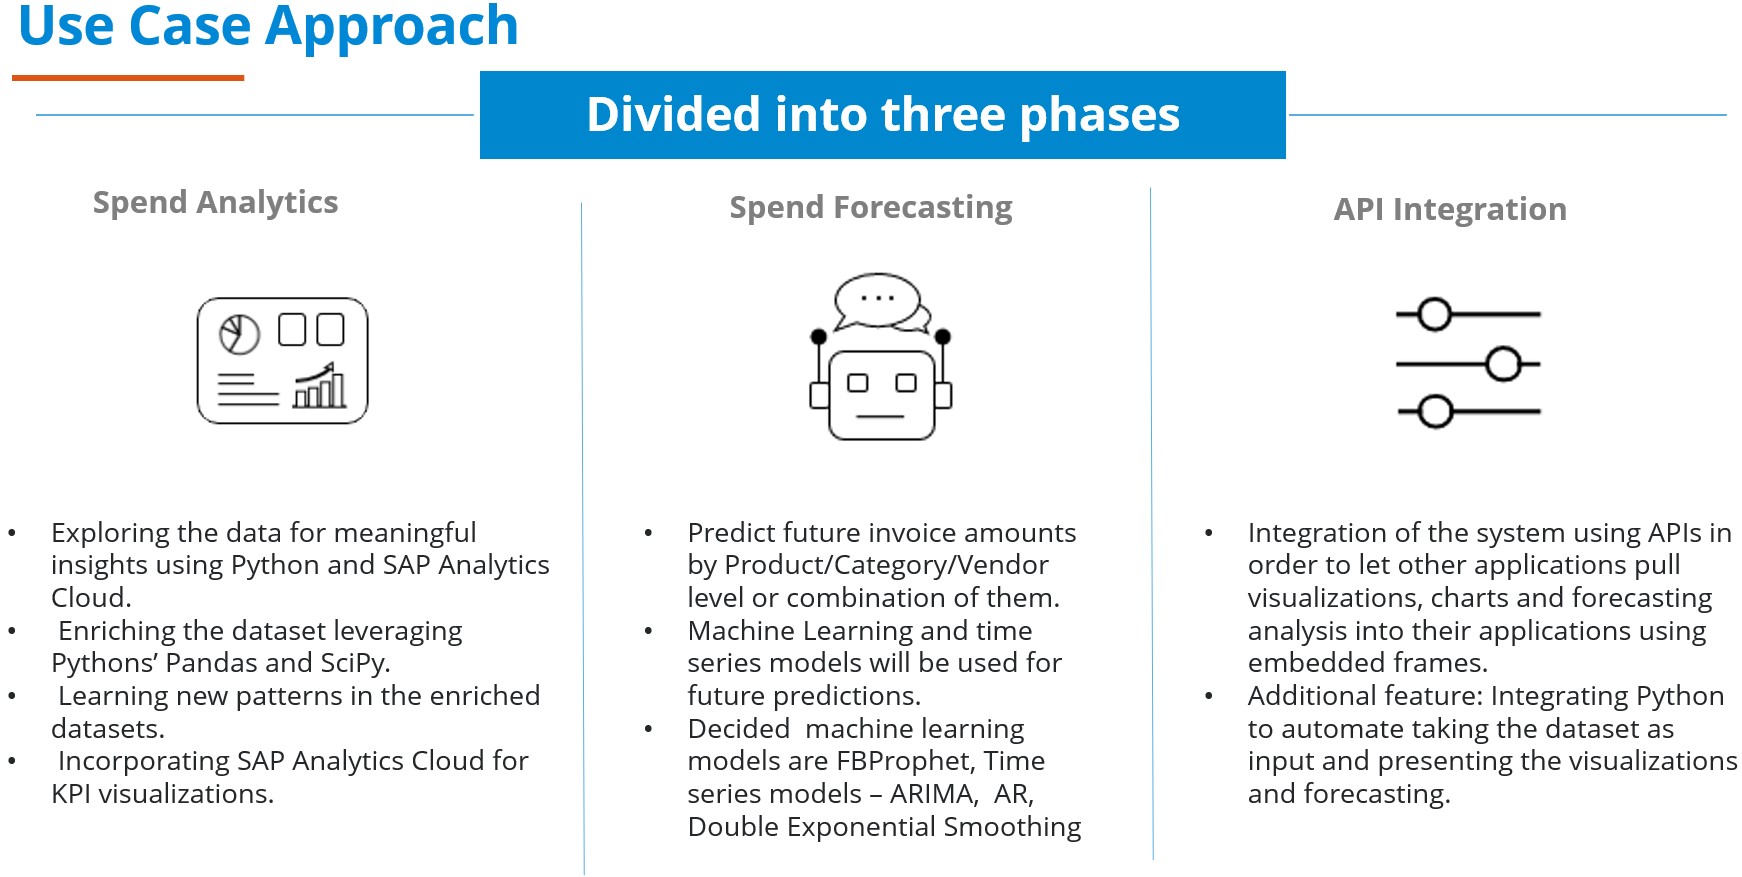 Use Case Approach
Divided into three phases
Spend Analytics
• Exploring the data for meaningful
insights using Python and SAP Analytics
Cloud.
• Enriching the dataset leveraging
Pythons’ Pandas and SciPy.
• Learning new patterns in the enriched
datasets.
• Incorporating SAP Analytics Cloud for
KPI visualizations.
Spend Forecasting
• Predict future invoice amounts
by Product/Category/Vendor
level or combination of them.
• Machine Learning and time
series models will be used for
future predictions.
• Decided  machine learning
models are FBProphet, Time
series models – ARIMA,  AR,
Double Exponential Smoothing
API Integration
• Integration of the system using APIs in
order to let other applications pull
visualizations, charts and forecasting
analysis into their applications using
embedded frames.
• Additional feature: Integrating Python
to automate taking the dataset as
input and presenting the visualizations
and forecasting.